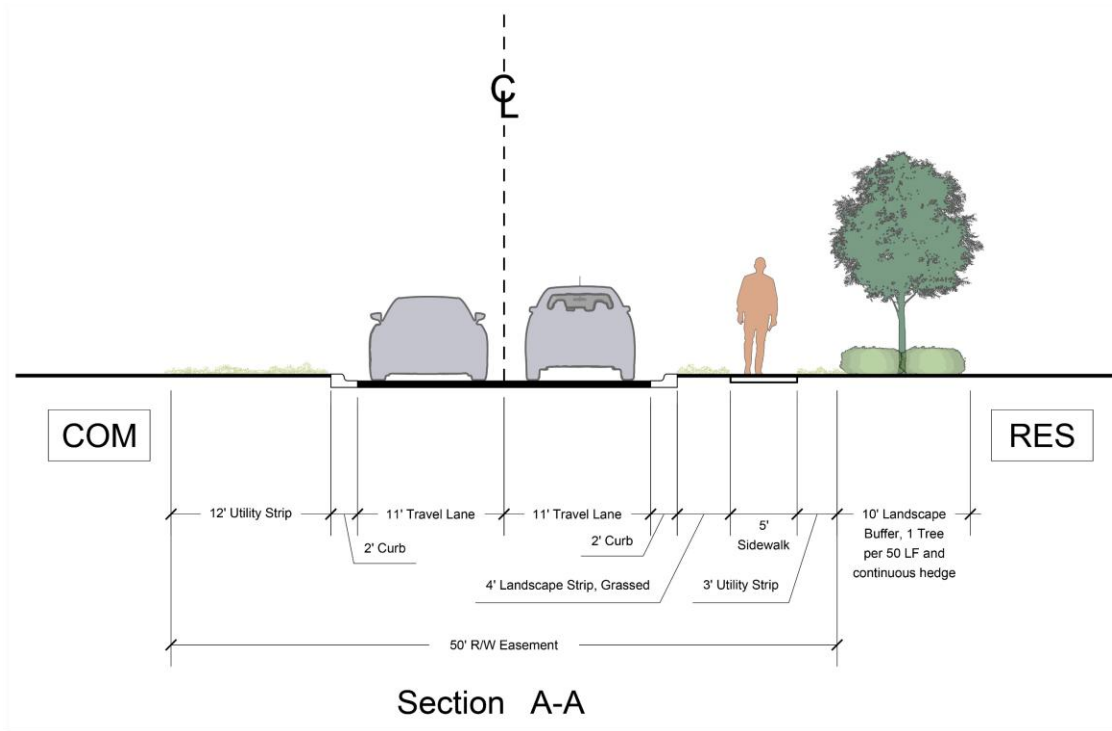 CL
COM
RES
12' Utility Strip
11' Travel Lane
11' Travel Lane
5'
Sidewalk
10' Landscape
Buffer, 1 Tree
per 50 LF and
continuous hedge
2' Curb
2' Curb
4' Landscape Strip, Grassed
3' Utility Strip
50' R/W Easement
Section A-A